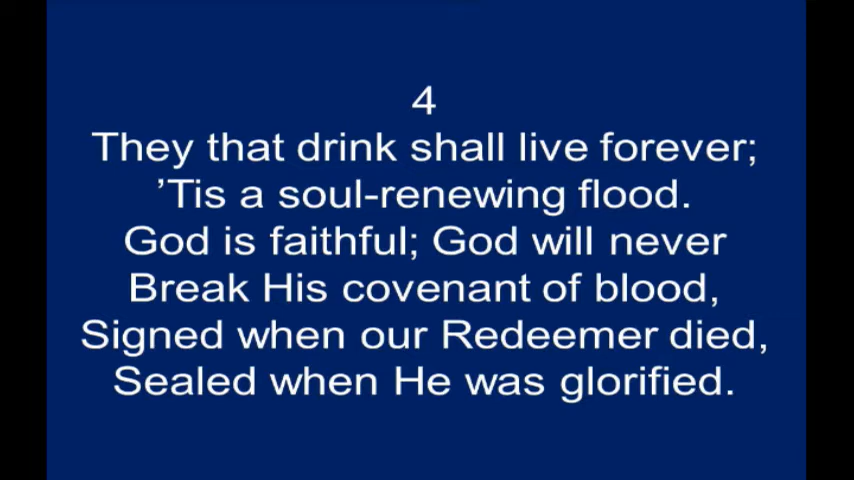 4
They that drink shall live forever;
’Tis a soul-renewing flood.
God is faithful; God will never
Break His covenant of blood,
Signed when our Redeemer died,
Sealed when He was glorified.